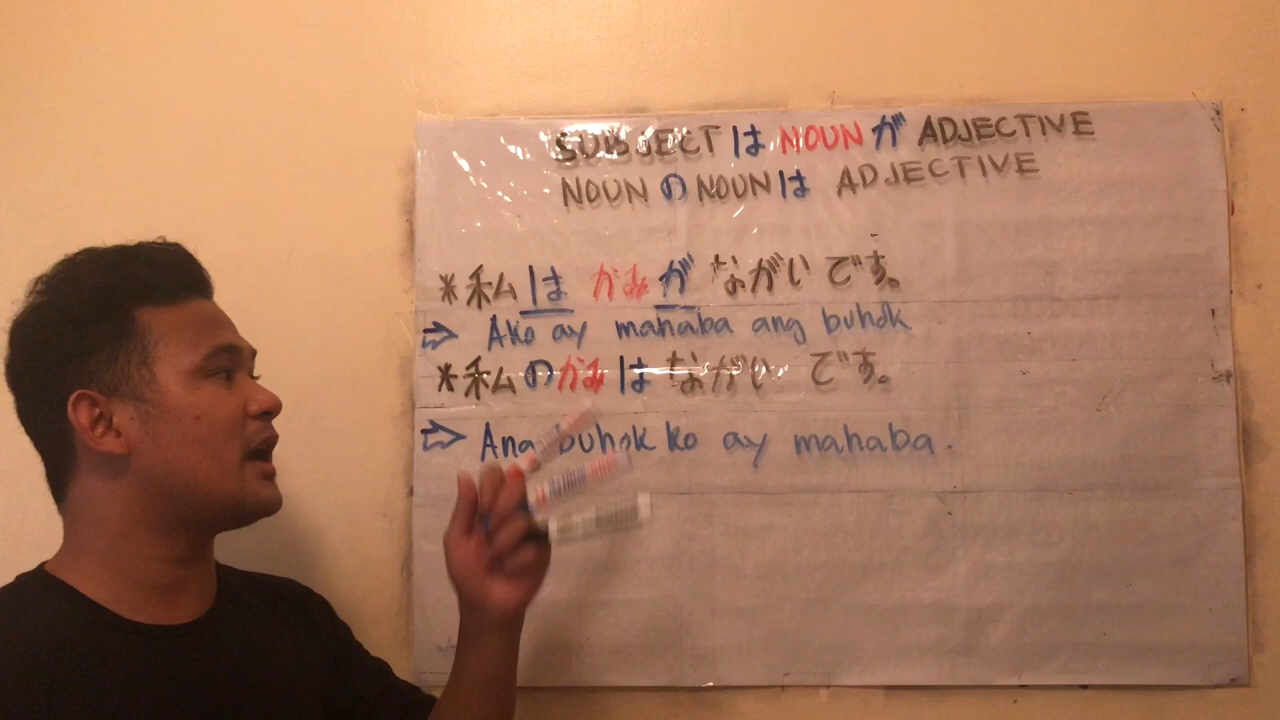 SUBJECT は NOUN が ADJECTIVE
NOUN の NOUN は ADJECTIVE
*私は かみが ながい です。
⇒ Ako ay mahaba ang buhok
*私のかみ は ながい です。
⇒ Ang buhok ko ay mahaba.